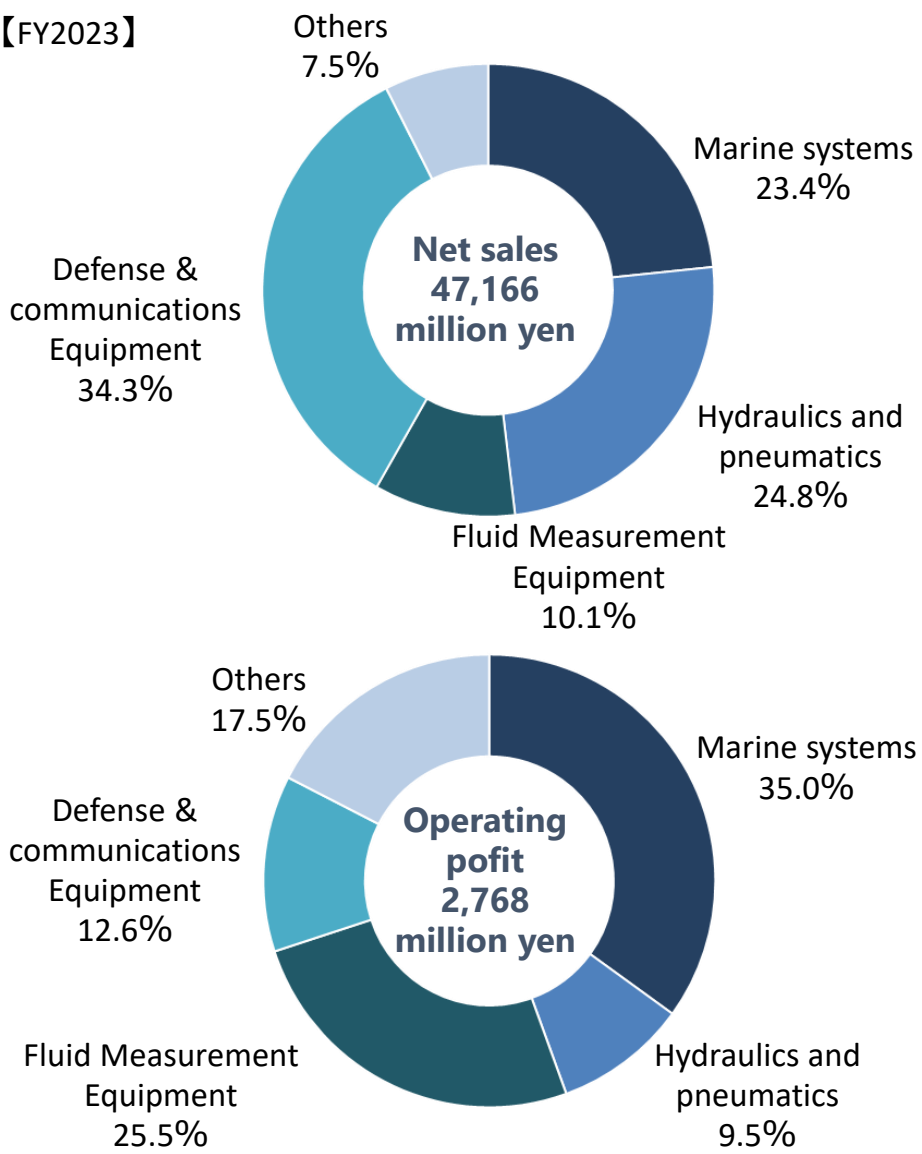 【FY2023】
Others
7.5%
Marine systems
23.4%
Net sales
47,166
million yen
Defense &
communications
Equipment
34.3%
Hydraulics and
pneumatics
24.8%
Fluid Measurement
Equipment
10.1%
Others
17.5%
Marine systems
35.0%
Operating
pofit
2,768
million yen
Defense &
communications
Equipment
12.6%
Fluid Measurement
Equipment
25.5%
Hydraulics and
pneumatics
9.5%